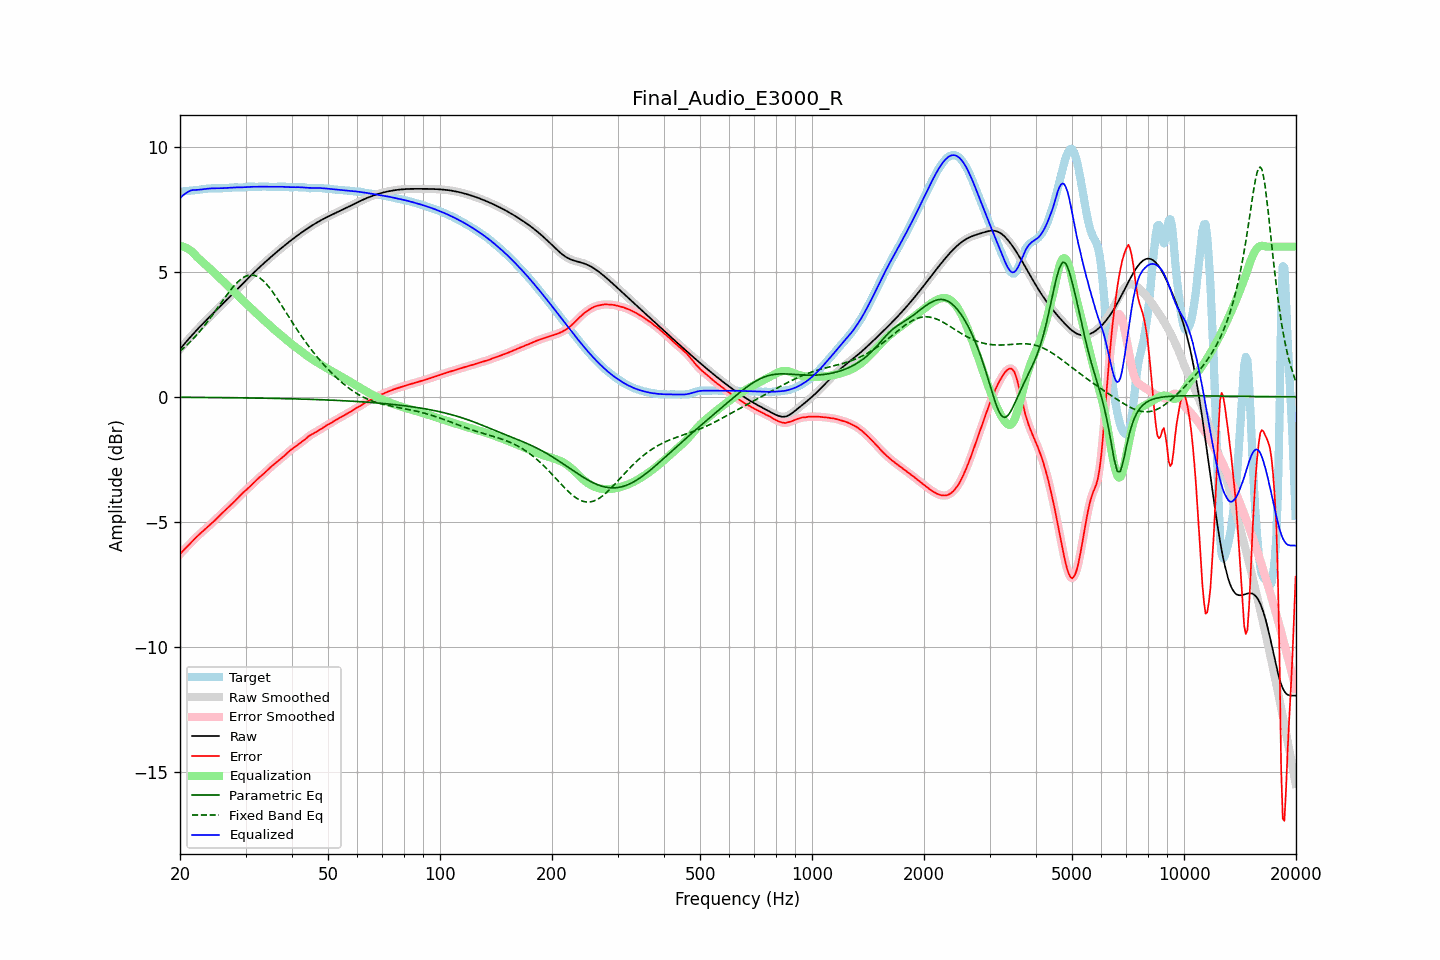 Final_Audio_E3000_R
10
5
0
−5
−10
−15
Amplitude (dBr)
Target
Raw Smoothed
Error Smoothed
Raw
Error
Equalization
Parametric Eq
Fixed Band Eq
Equalized
20 50 100 200 500 1000 2000 5000 10000 20000
Frequency (Hz)